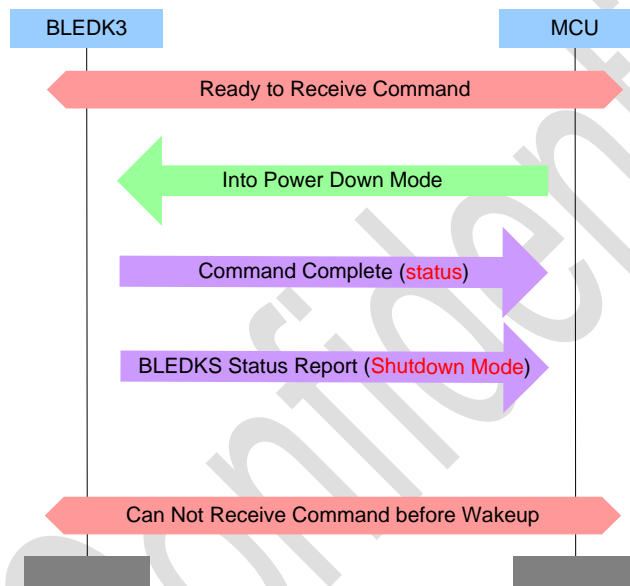 BLEDK3
MCU
Ready to Receive Command
Into Power Down Mode
Command Complete (status)
BLEDKS Status Report (Shutdown Mode)
Can Not Receive Command before Wakeup